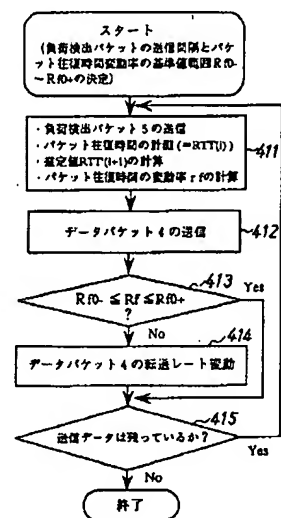 スタート
(負荷検出パケットの送信間隔とパケ
ット往復時間変動率の基準値範囲Rf0-
~Rf0+の決定)
・負荷検出パケット5の送信
・パケット往復時間の計測(=RTT(i))
・推定値RTT'(i+1)の計算
・パケット往復時間の変動率rfの計算
411
データパケット4の送信
412
413
Rf0- ≦ Rf ≦ Rf0+
?
Yes
No
414
データパケット4の転送レート変動
415
送信データは残っているか?
Yes
No
終了